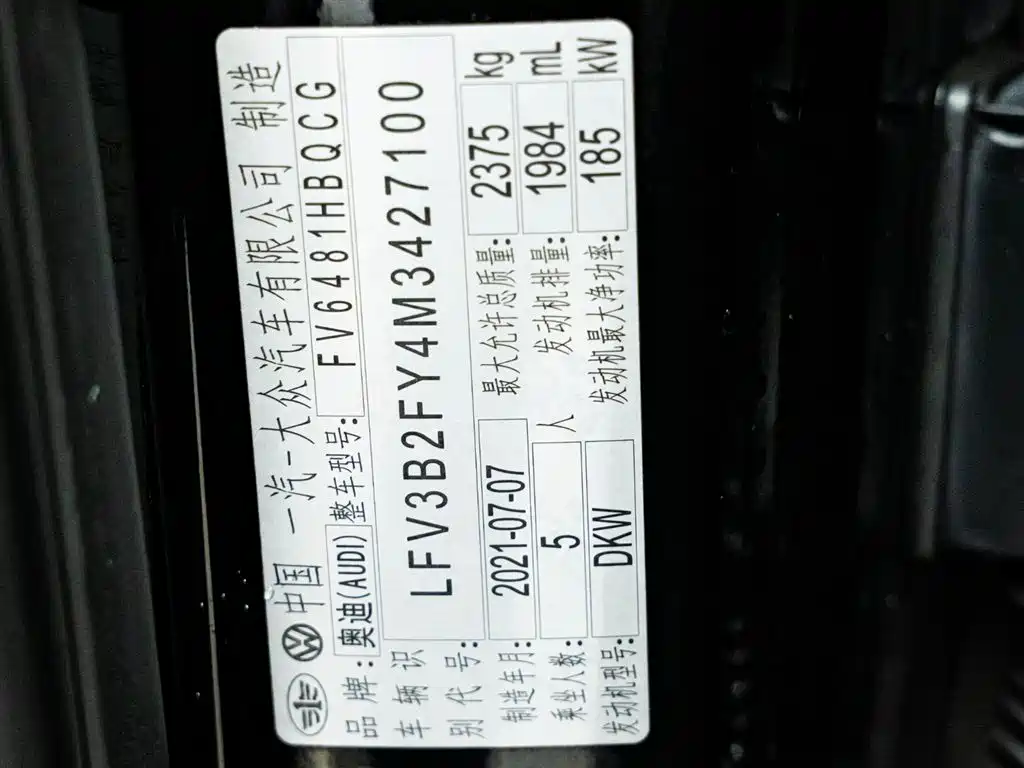 中国 一汽-大众汽车有限公司 制造
品牌: 奥迪(AUDI) 整车型号: FV6481HBQCG
车辆识别代号: LFV3B2FY4M3427100
制造年月: 2021-07-07 最大允许总质量: 2375 kg
乘坐人数: 5 人 发动机排量: 1984 mL
发动机型号: DKW 发动机最大净功率: 185 kW